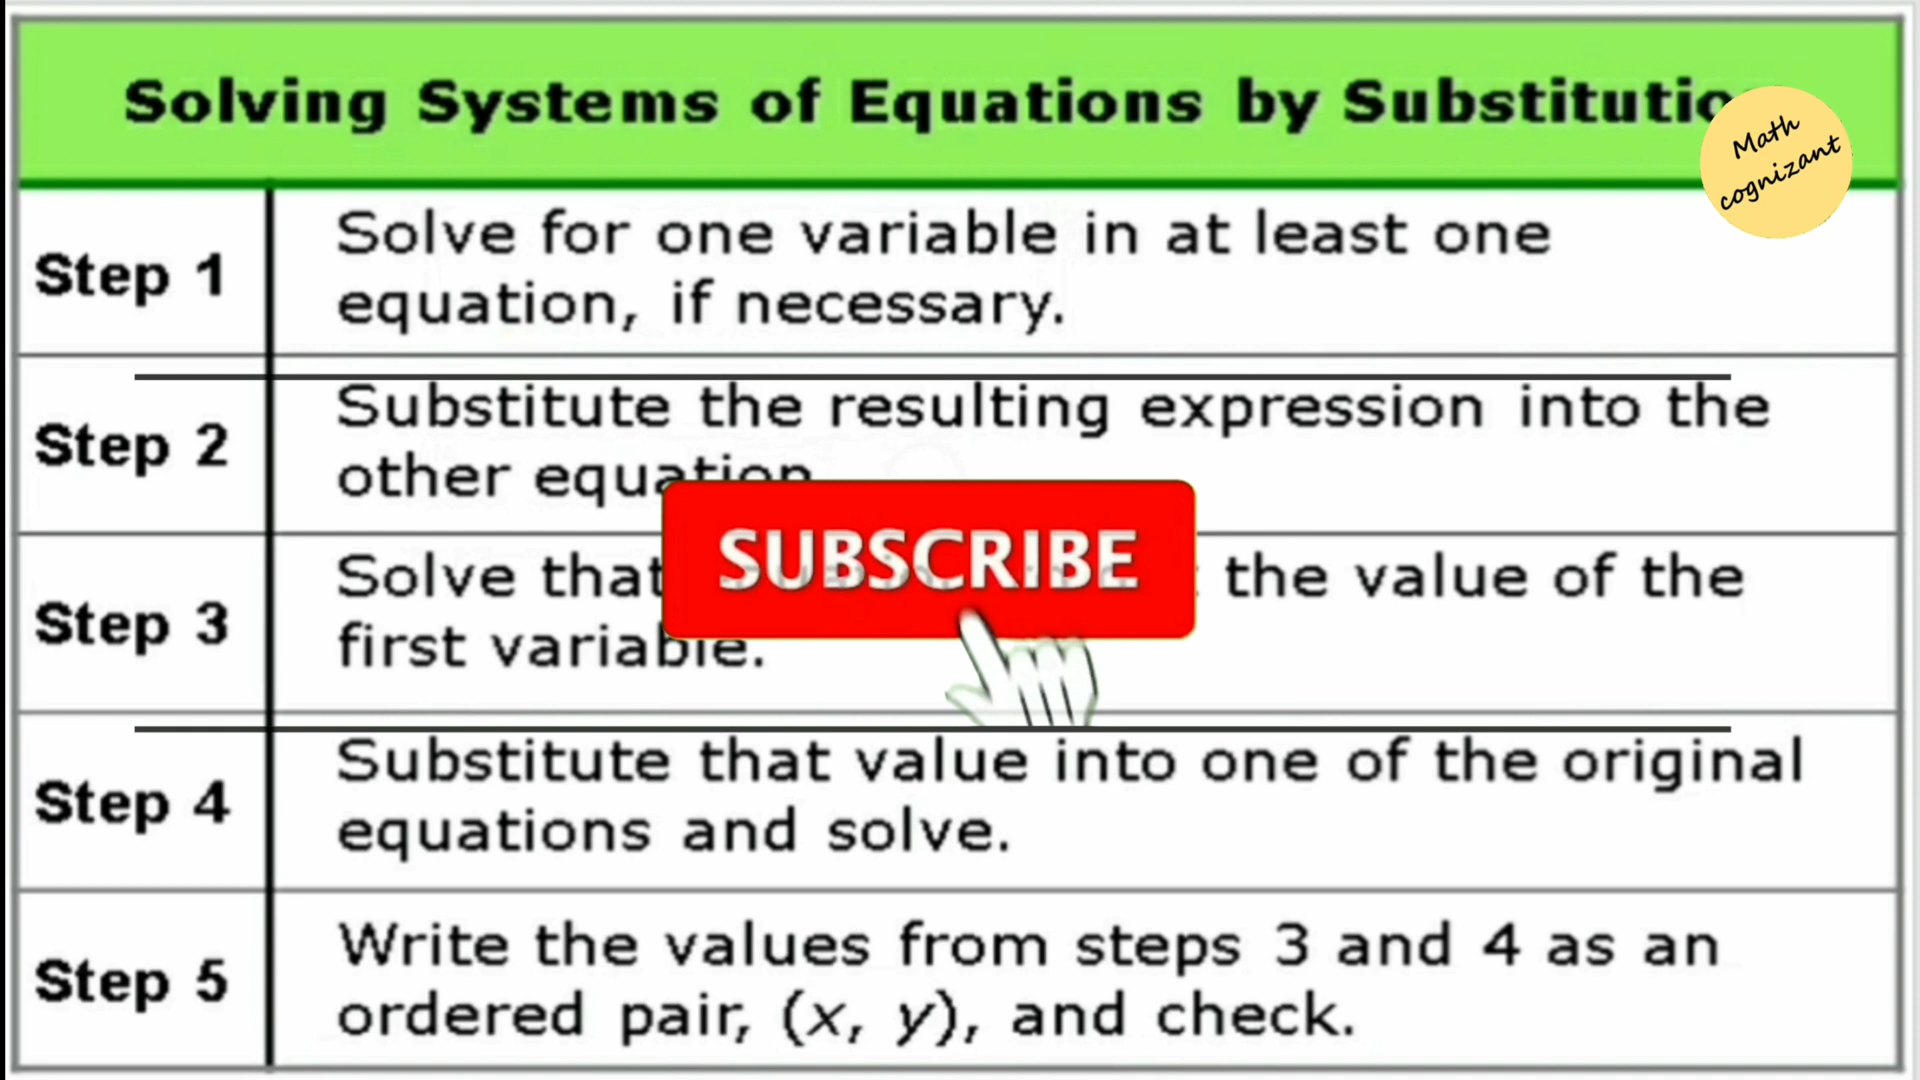 Solving Systems of Equations by Substitutio
Math
cognizant
Step 1
Solve for one variable in at least one
equation, if necessary.
Step 2
Substitute the resulting expression into the
other equation
Step 3
Solve that the value of the
first variable.
SUBSCRIBE
Step 4
Substitute that value into one of the original
equations and solve.
Step 5
Write the values from steps 3 and 4 as an
ordered pair, (x, y), and check.